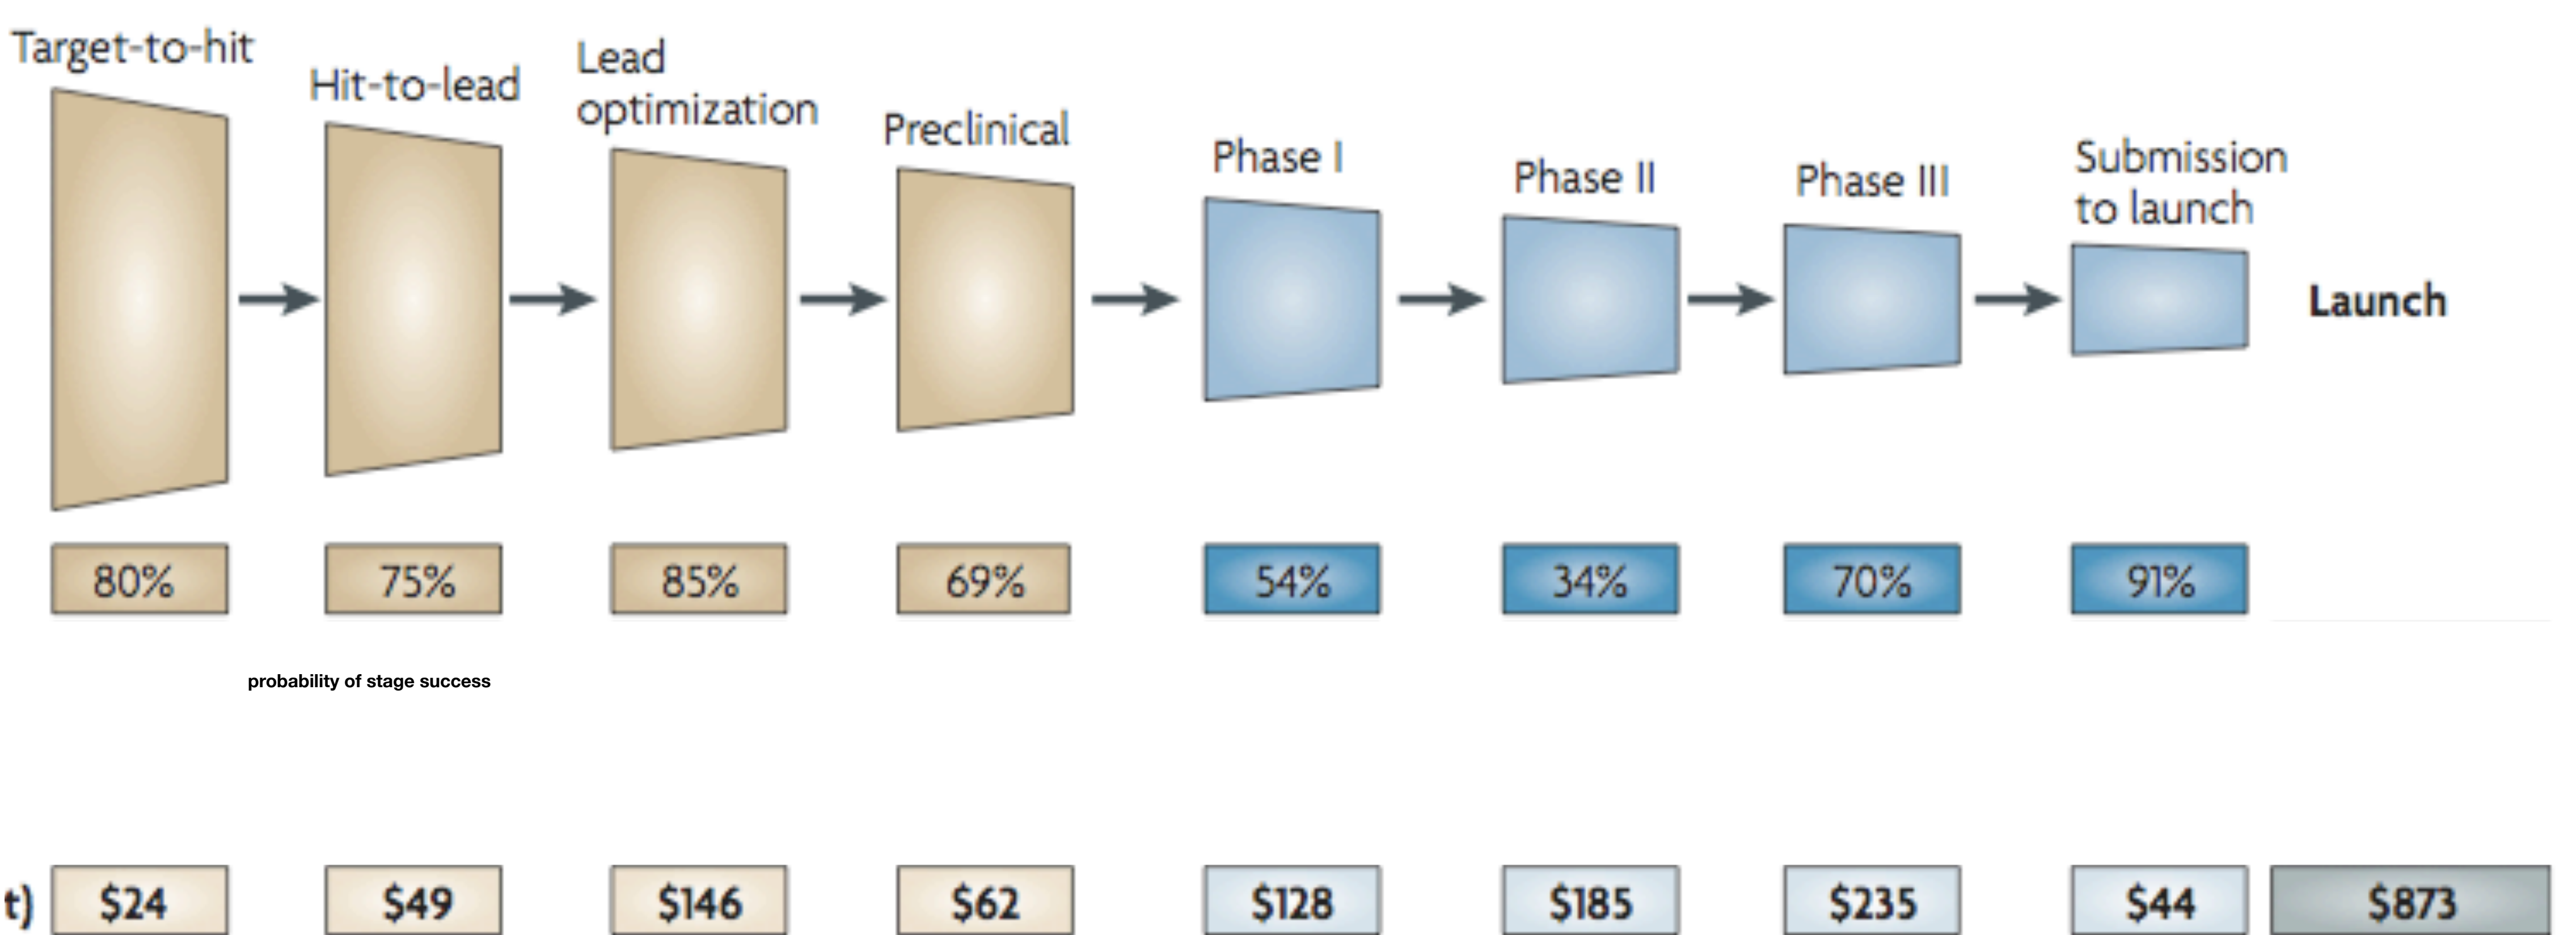 Target-to-hit
Hit-to-lead
Lead
optimization
Preclinical
Phase I
Phase II
Phase III
Submission
to launch
Launch
80% 75% 85% 69% 54% 34% 70% 91%
probability of stage success
t) $24 $49 $146 $62 $128 $185 $235 $44 $873